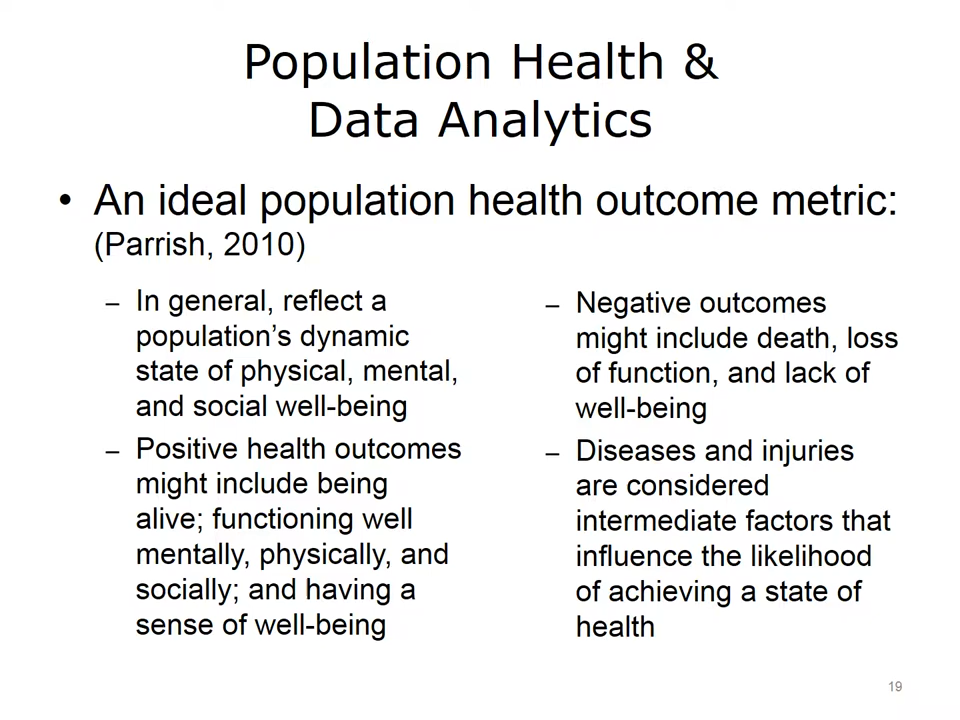 Population Health &
Data Analytics
• An ideal population health outcome metric:
(Parrish, 2010)
– In general, reflect a
population’s dynamic
state of physical, mental,
and social well-being
– Positive health outcomes
might include being
alive; functioning well
mentally, physically, and
socially; and having a
sense of well-being
– Negative outcomes
might include death, loss
of function, and lack of
well-being
– Diseases and injuries
are considered
intermediate factors that
influence the likelihood
of achieving a state of
health
19